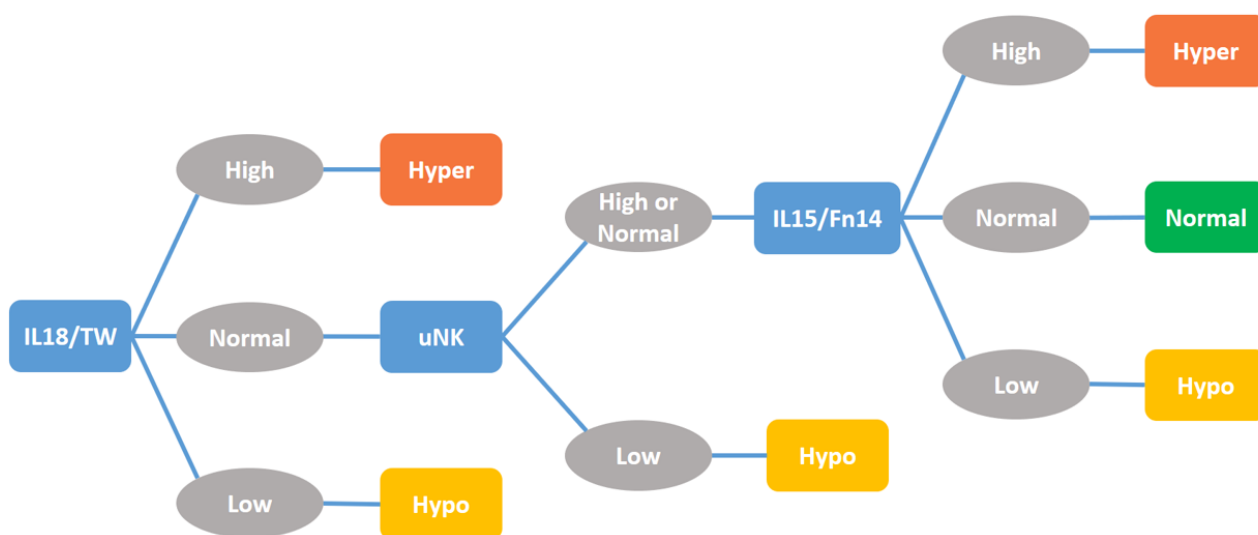 IL18/TW
High
Hyper
Normal
uNK
Low
Hypo
High or
Normal
IL15/Fn14
Low
Hypo
High
Hyper
Normal
Normal
Low
Hypo